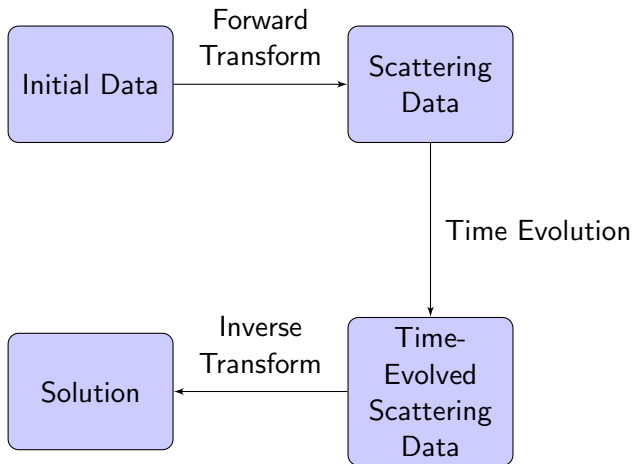 Initial Data
Forward
Transform
Scattering
Data
Time Evolution
Time-
Evolved
Scattering
Data
Inverse
Transform
Solution